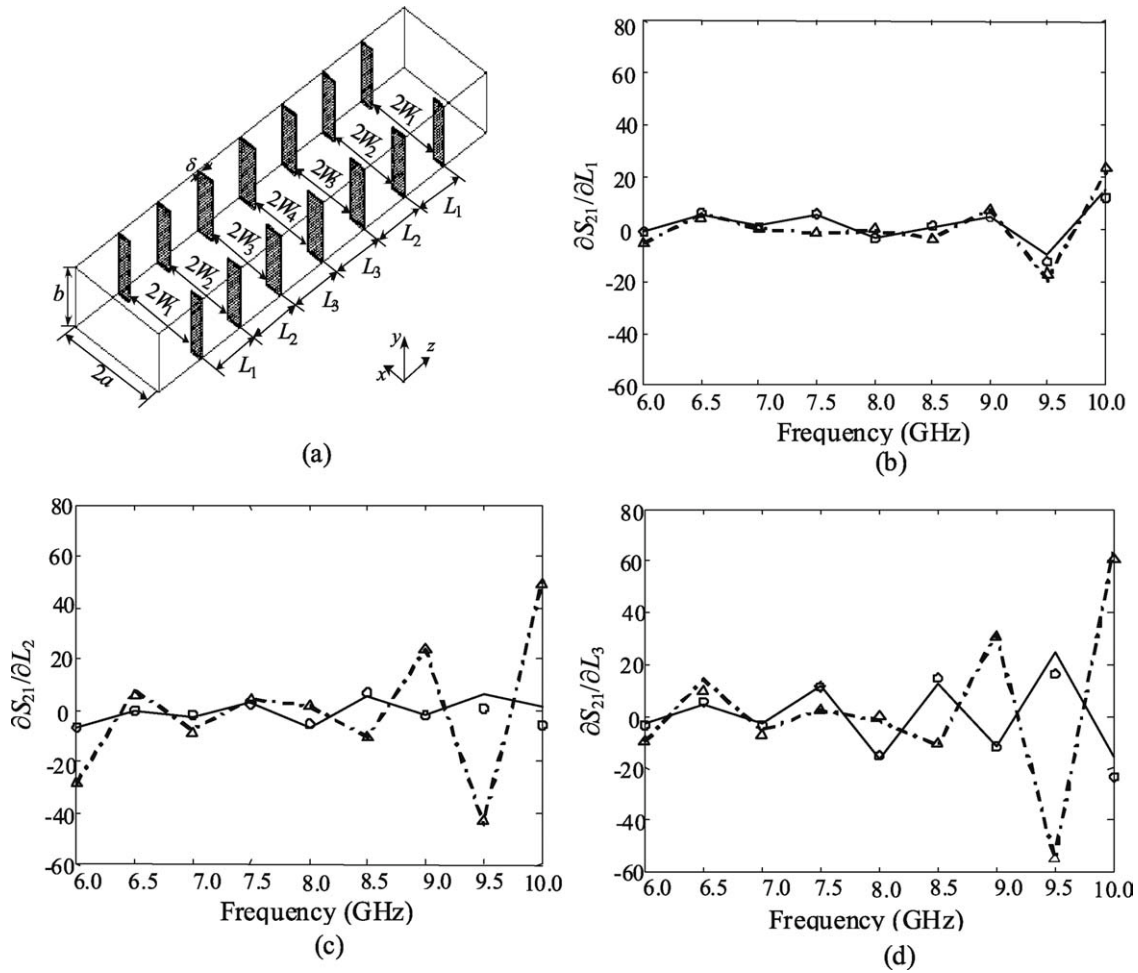 δ
2W₁
2W₂
2W₃
2W₄
2W₃
2W₂
2W₁
L₁
L₂
L₃
L₃
L₂
L₁
b
2a
y
z
x
(a)
∂S₂₁/∂L₁
80
60
40
20
0
-20
-40
-60
6.0 6.5 7.0 7.5 8.0 8.5 9.0 9.5 10.0
Frequency (GHz)
(b)
∂S₂₁/∂L₂
80
60
40
20
0
-20
-40
-60
6.0 6.5 7.0 7.5 8.0 8.5 9.0 9.5 10.0
Frequency (GHz)
(c)
∂S₂₁/∂L₃
80
60
40
20
0
-20
-40
-60
6.0 6.5 7.0 7.5 8.0 8.5 9.0 9.5 10.0
Frequency (GHz)
(d)